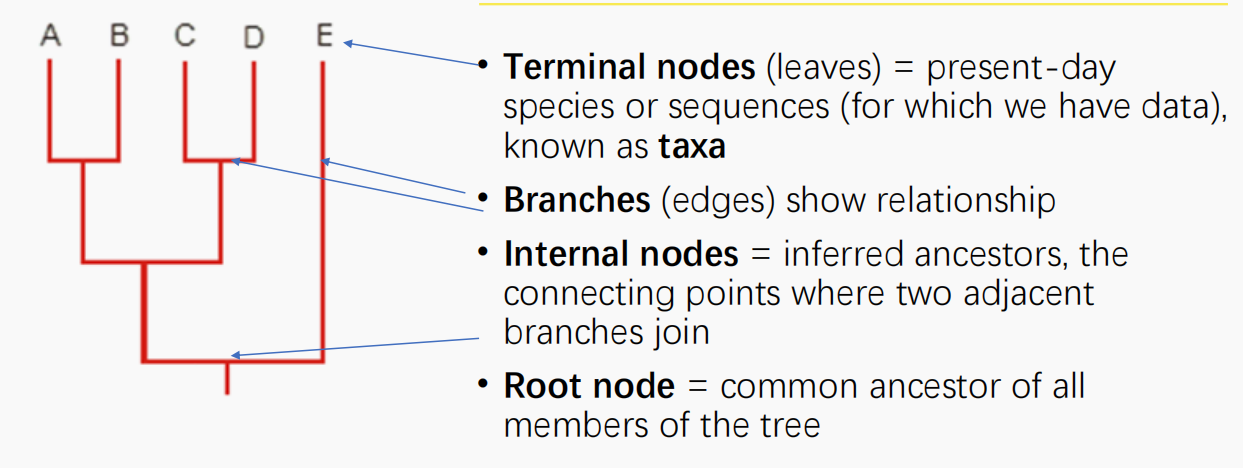 A B C D E
• Terminal nodes (leaves) = present-day
species or sequences (for which we have data),
known as taxa
• Branches (edges) show relationship
• Internal nodes = inferred ancestors, the
connecting points where two adjacent
branches join
• Root node = common ancestor of all
members of the tree